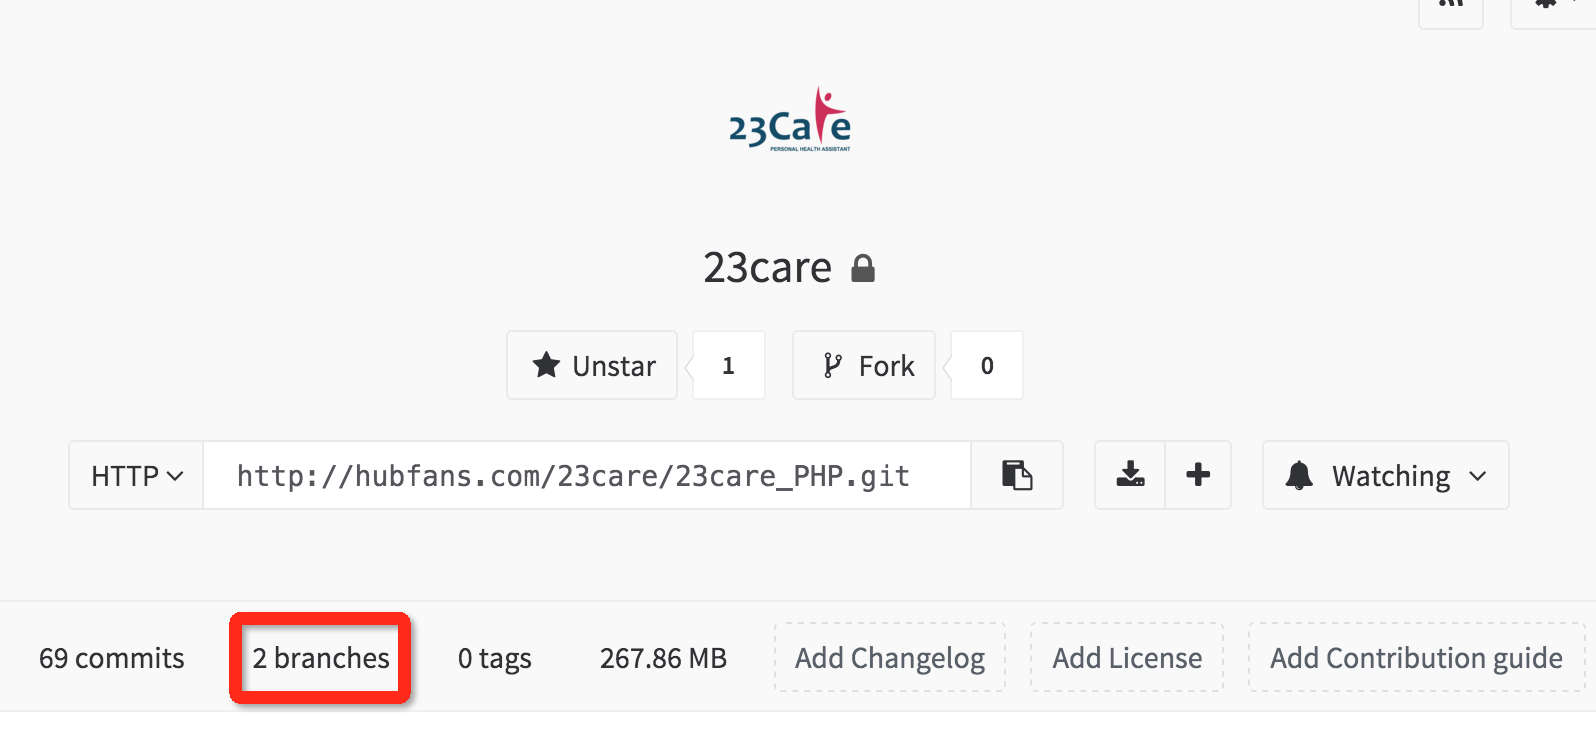 23Care
PERSONAL HEALTH ASSISTANT
23care
Unstar 1 Fork 0
HTTP http://hubfans.com/23care/23care_PHP.git Watching
69 commits 2 branches 0 tags 267.86 MB Add Changelog Add License Add Contribution guide